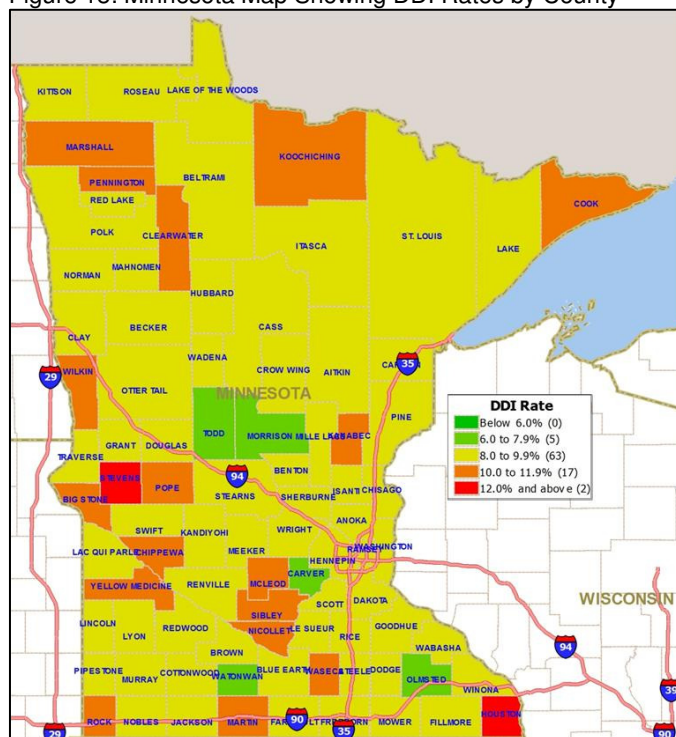 Figure 15. Minnesota Map Showing DDI Rates by County
KITTSON
ROSEAU
LAKE OF THE WOODS
MARSHALL
KOOCHICHING
PENNINGTON
BELTRAMI
RED LAKE
COOK
POLK
CLEARWATER
ITASCA
ST. LOUIS
LAKE
NORMAN
MAHNOMEN
HUBBARD
BECKER
CASS
CLAY
WADENA
29
WILKIN
CROW WING
AITKIN
35
OTTER TAIL
MINNESOTA
PINE
TODD
MORRISON
GRANT
DOUGLAS
TRAVERSE
STEVENS
POPE
94
BENTON
STEARNS
SHERBURNE
ISANTI
CHISAGO
BIG STONE
ANOKA
SWIFT
KANDIYOHI
WRIGHT
WASHINGTON
RAMSEY
LAC QUI PARLE
CHIPPEWA
MEEKER
HENNEPIN
CARVER
YELLOW MEDICINE
RENVILLE
MCLEOD
SCOTT
DAKOTA
SIBLEY
LINCOLN
LYON
REDWOOD
NICOLLET
LE SUEUR
RICE
GOODHUE
WABASHA
BROWN
PIPESTONE
MURRAY
COTTONWOOD
WATONWAN
BLUE EARTH
WASECA
STEELE
DODGE
OLMSTED
WINONA
ROCK
NOBLES
JACKSON
MARTIN
90
MOWER
FILLMORE
HOUSTON
29
35
DDI Rate
Below 6.0% (0)
6.0 to 7.9% (5)
8.0 to 9.9% (63)
10.0 to 11.9% (17)
12.0% and above (2)
WISCONSIN
94
39
90